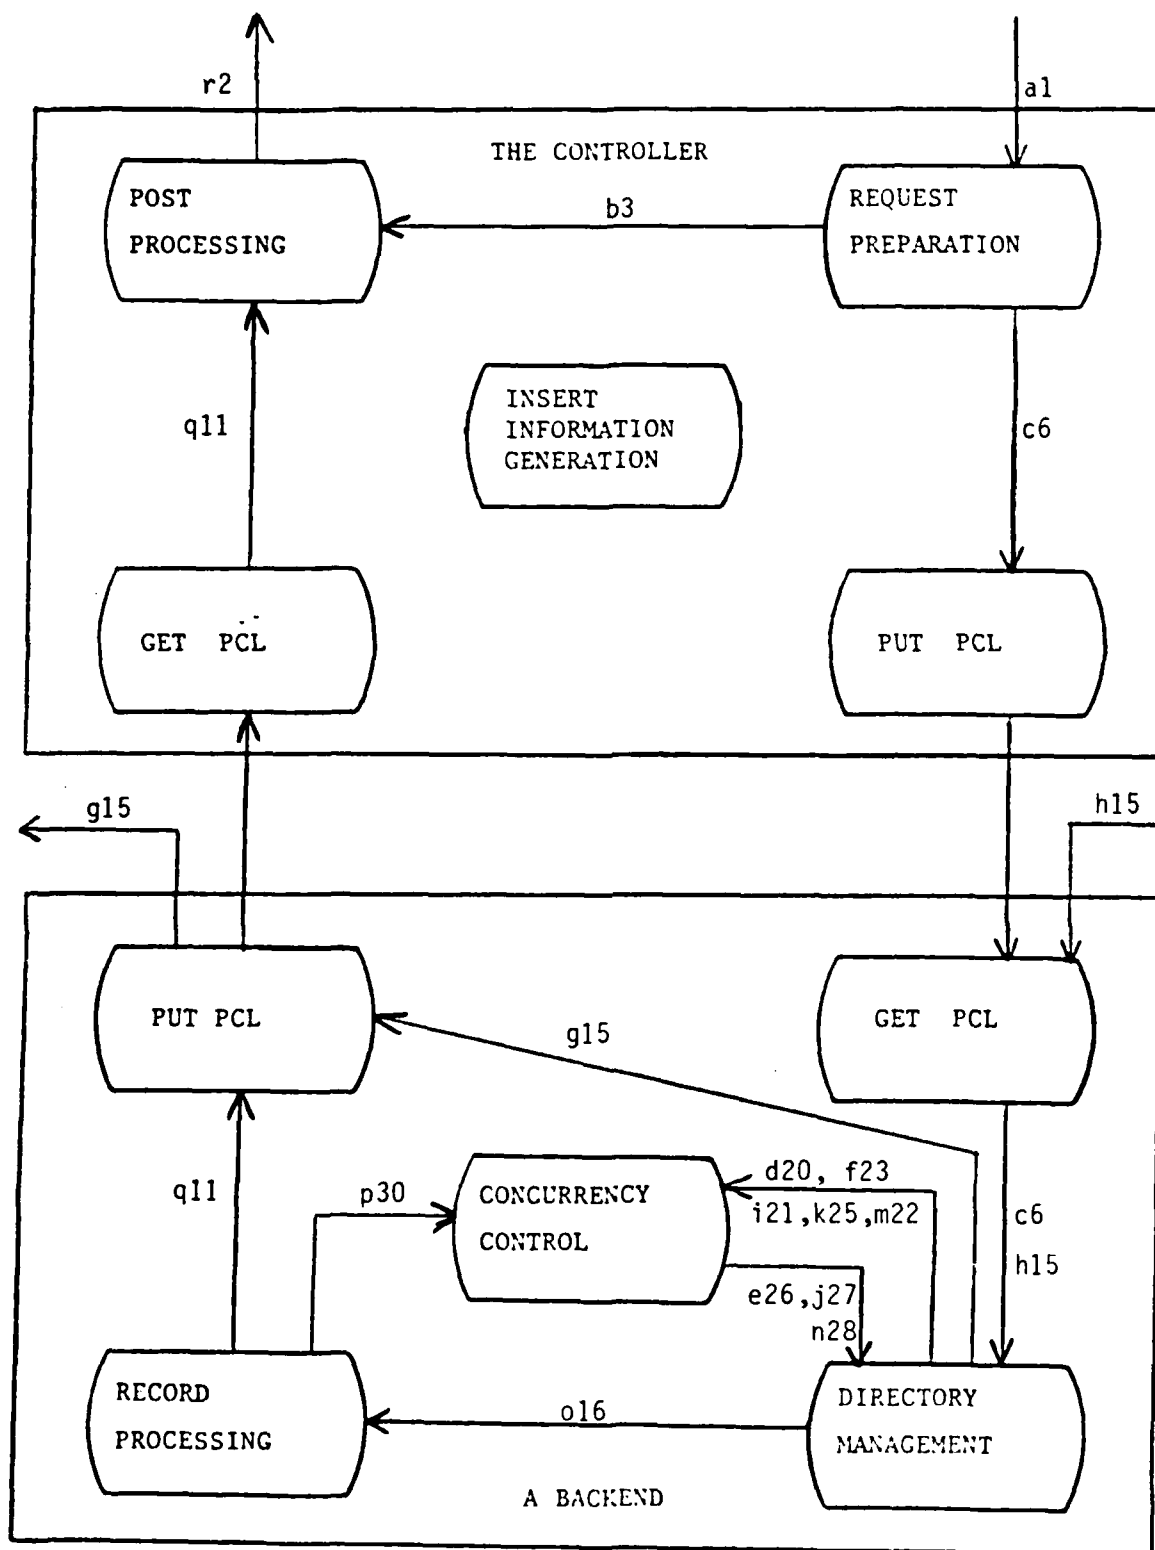 r2
a1
THE CONTROLLER
POST
PROCESSING
b3
REQUEST
PREPARATION
INSERT
INFORMATION
GENERATION
q11
c6
GET PCL
PUT PCL
g15
h15
PUT PCL
g15
GET PCL
q11
p30
CONCURRENCY
CONTROL
d20, f23
i21,k25,m22
c6
h15
e26,j27
n28
RECORD
PROCESSING
o16
DIRECTORY
MANAGEMENT
A BACKEND